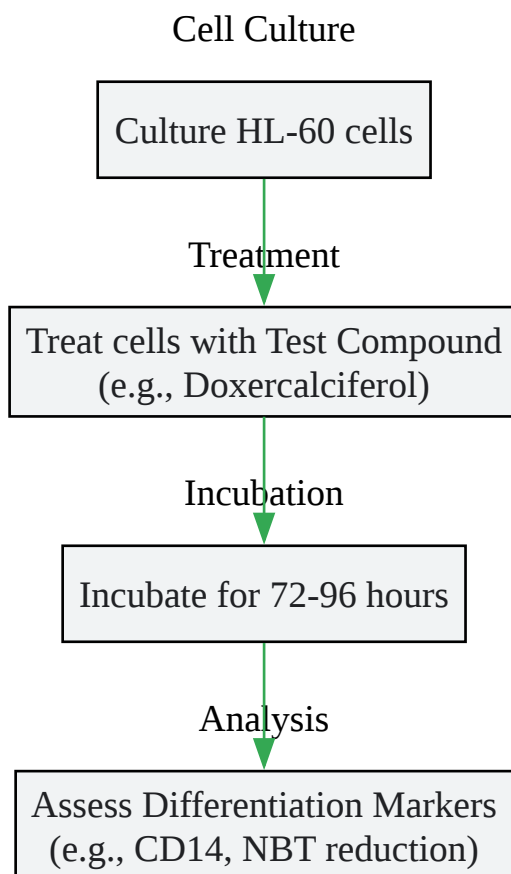 Cell Culture
Culture HL-60 cells
Treatment
Treat cells with Test Compound
(e.g., Doxercalciferol)
Incubation
Incubate for 72-96 hours
Analysis
Assess Differentiation Markers
(e.g., CD14, NBT reduction)